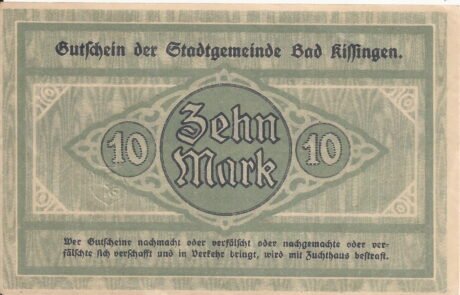 Gutschein der Stadtgemeinde Bad Kissingen.
10
Zehn
Mark
10
Wer Gutscheine nachmacht oder verfälscht oder nachgemachte oder ver-
fälschte sich verschafft und in Verkehr bringt, wird mit Zuchthaus bestraft.